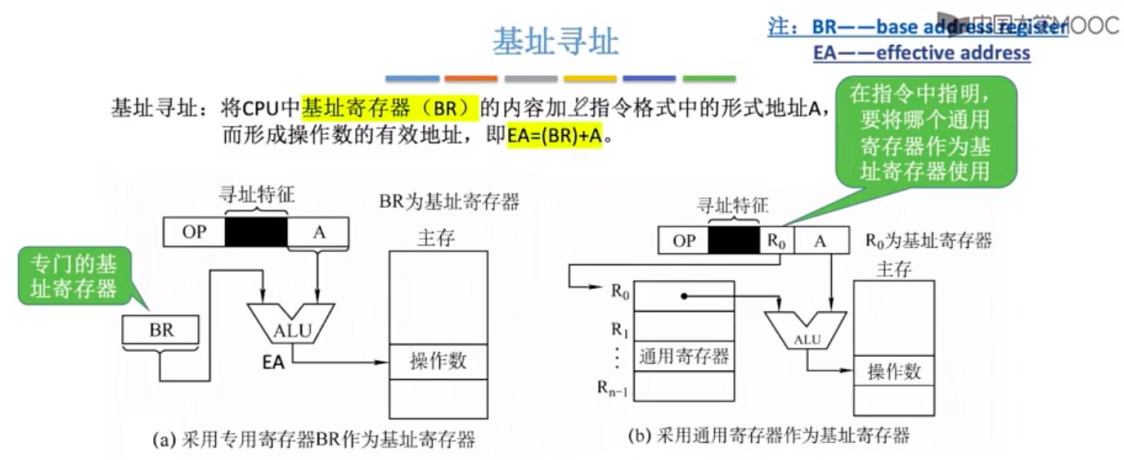 中国大学MOOC
注：BR——base address register
EA——effective address
基址寻址
基址寻址：将CPU中基址寄存器（BR）的内容加上指令格式中的形式地址A，
而形成操作数的有效地址，即EA=(BR)+A。
在指令中指明，
要将哪个通用
寄存器作为基
址寄存器使用
寻址特征
BR为基址寄存器
OP
A
主存
专门的基
址寄存器
BR
ALU
EA
操作数
(a) 采用专用寄存器BR作为基址寄存器
寻址特征
OP
R₀
A
R₀为基址寄存器
主存
R₀
R₁
⋮
通用寄存器
Rₙ₋₁
ALU
操作数
(b) 采用通用寄存器作为基址寄存器